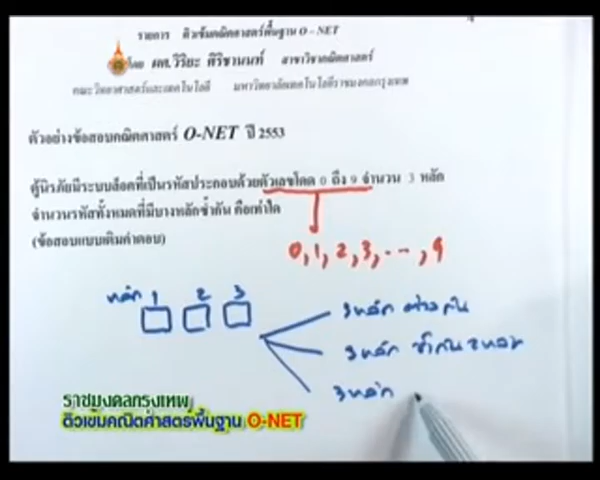 รายการ ติวเข้มคณิตศาสตร์พื้นฐาน O - NET
โดย ผศ.วิริยะ ศิริชานนท์ สาขาวิชาคณิตศาสตร์
คณะวิทยาศาสตร์และเทคโนโลยี มหาวิทยาลัยเทคโนโลยีราชมงคลกรุงเทพ
ตัวอย่างข้อสอบคณิตศาสตร์ O-NET ปี 2553
ตู้นิรภัยมีระบบล็อคที่เป็นรหัสประกอบด้วยตัวเลขโดด 0 ถึง 9 จำนวน 3 หลัก
จำนวนรหัสทั้งหมดที่มีบางหลักซ้ำกัน คือเท่าใด
(ข้อสอบแบบเติมคำตอบ)
0, 1, 2, 3, ..., 9
หลัก 1 2 3
3 หลัก ต่างกัน
3 หลัก ซ้ำกัน 2 หลัก
3 หลัก
ราชมงคลกรุงเทพ
ติวเข้มคณิตศาสตร์พื้นฐาน O-NET